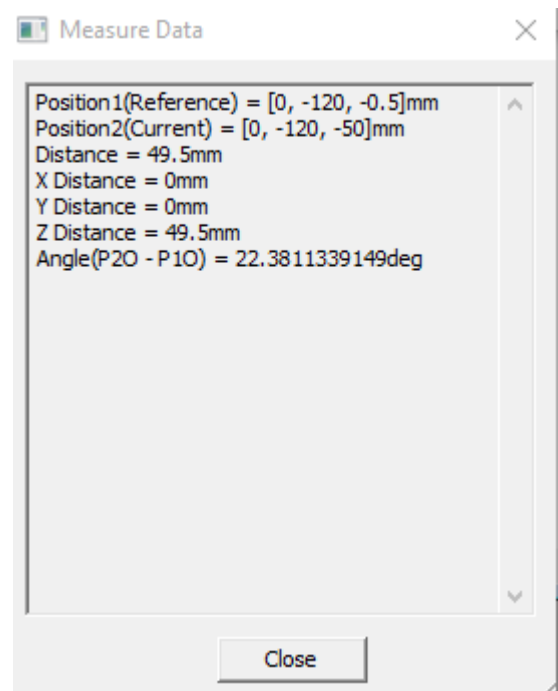 Measure Data
Position1(Reference) = [0, -120, -0.5]mm
Position2(Current) = [0, -120, -50]mm
Distance = 49.5mm
X Distance = 0mm
Y Distance = 0mm
Z Distance = 49.5mm
Angle(P2O - P1O) = 22.3811339149deg
Close